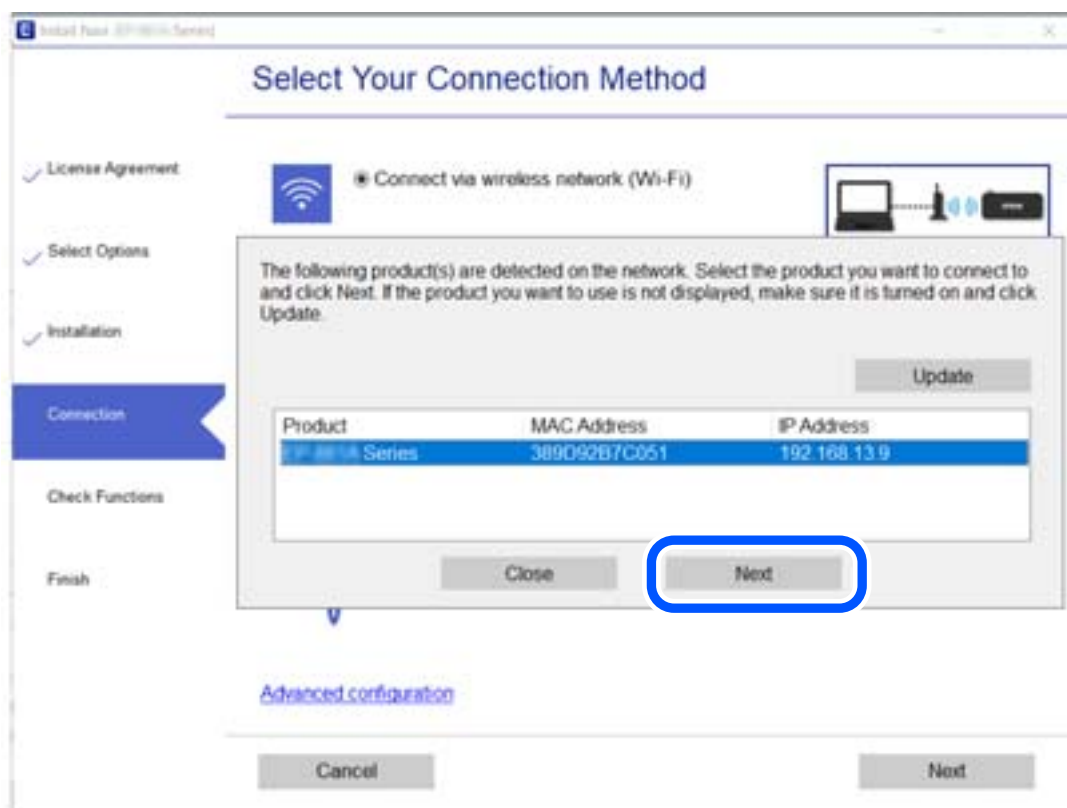 Install Navi
Select Your Connection Method
License Agreement
Select Options
Installation
Connection
Check Functions
Finish
Connect via wireless network (Wi-Fi)
The following product(s) are detected on the network. Select the product you want to connect to
and click Next. If the product you want to use is not displayed, make sure it is turned on and click
Update.
Update
Product MAC Address IP Address
Series 389D92B7C051 192.168.13.9
Close Next
Advanced configuration
Cancel Next